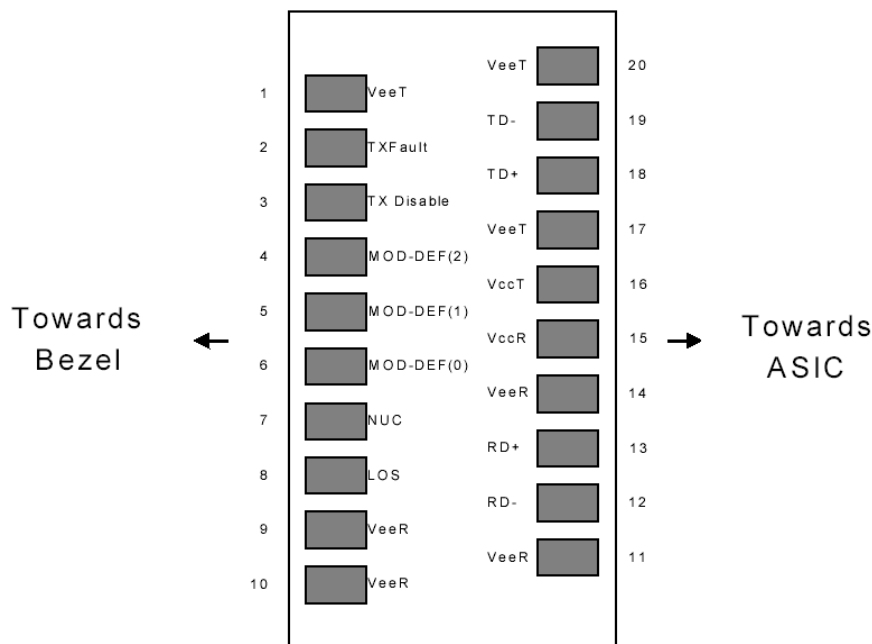 VeeT 20
1 VeeT
TD- 19
2 TXFault
TD+ 18
3 TX Disable
VeeT 17
4 MOD-DEF(2)
VccT 16
5 MOD-DEF(1)
Towards
Bezel
VccR 15
Towards
ASIC
6 MOD-DEF(0)
VeeR 14
7 NUC
RD+ 13
8 LOS
RD- 12
9 VeeR
VeeR 11
10 VeeR